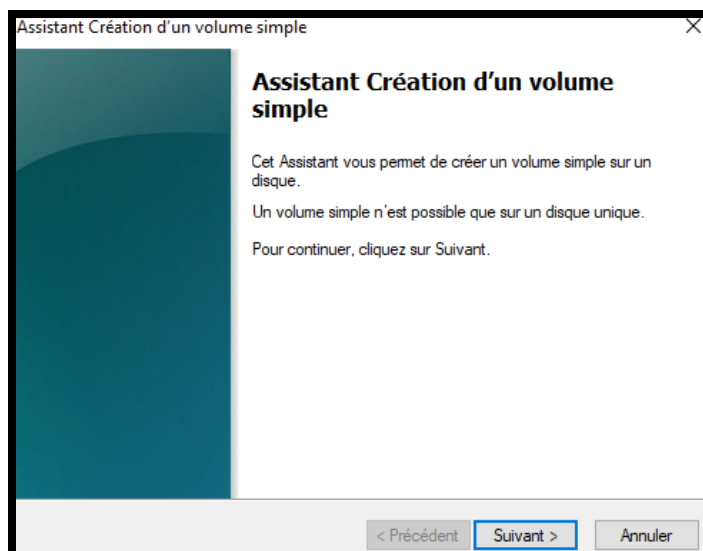 Assistant Création d'un volume simple
Assistant Création d'un volume
simple
Cet Assistant vous permet de créer un volume simple sur un
disque.
Un volume simple n'est possible que sur un disque unique.
Pour continuer, cliquez sur Suivant.
< Précédent Suivant > Annuler